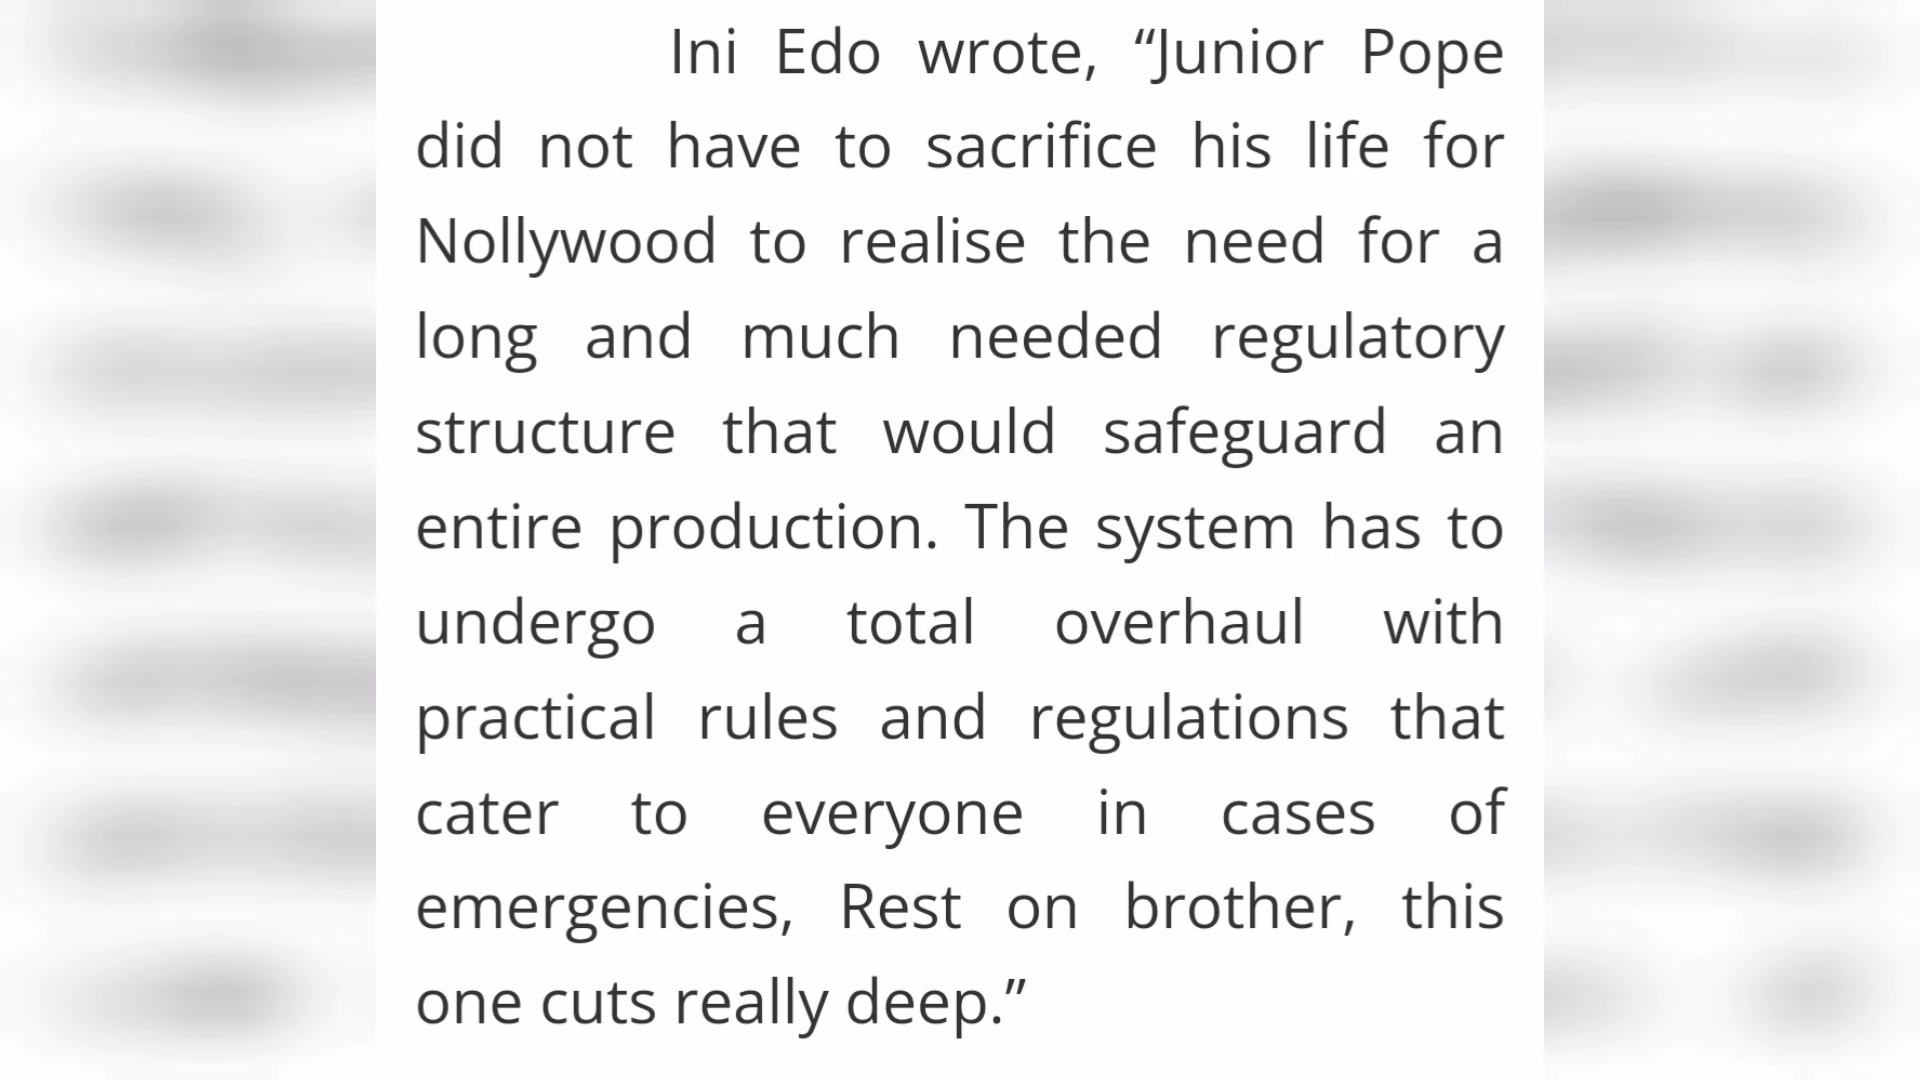 Ini Edo wrote, “Junior Pope
did not have to sacrifice his life for
Nollywood to realise the need for a
long and much needed regulatory
structure that would safeguard an
entire production. The system has to
undergo a total overhaul with
practical rules and regulations that
cater to everyone in cases of
emergencies, Rest on brother, this
one cuts really deep.”